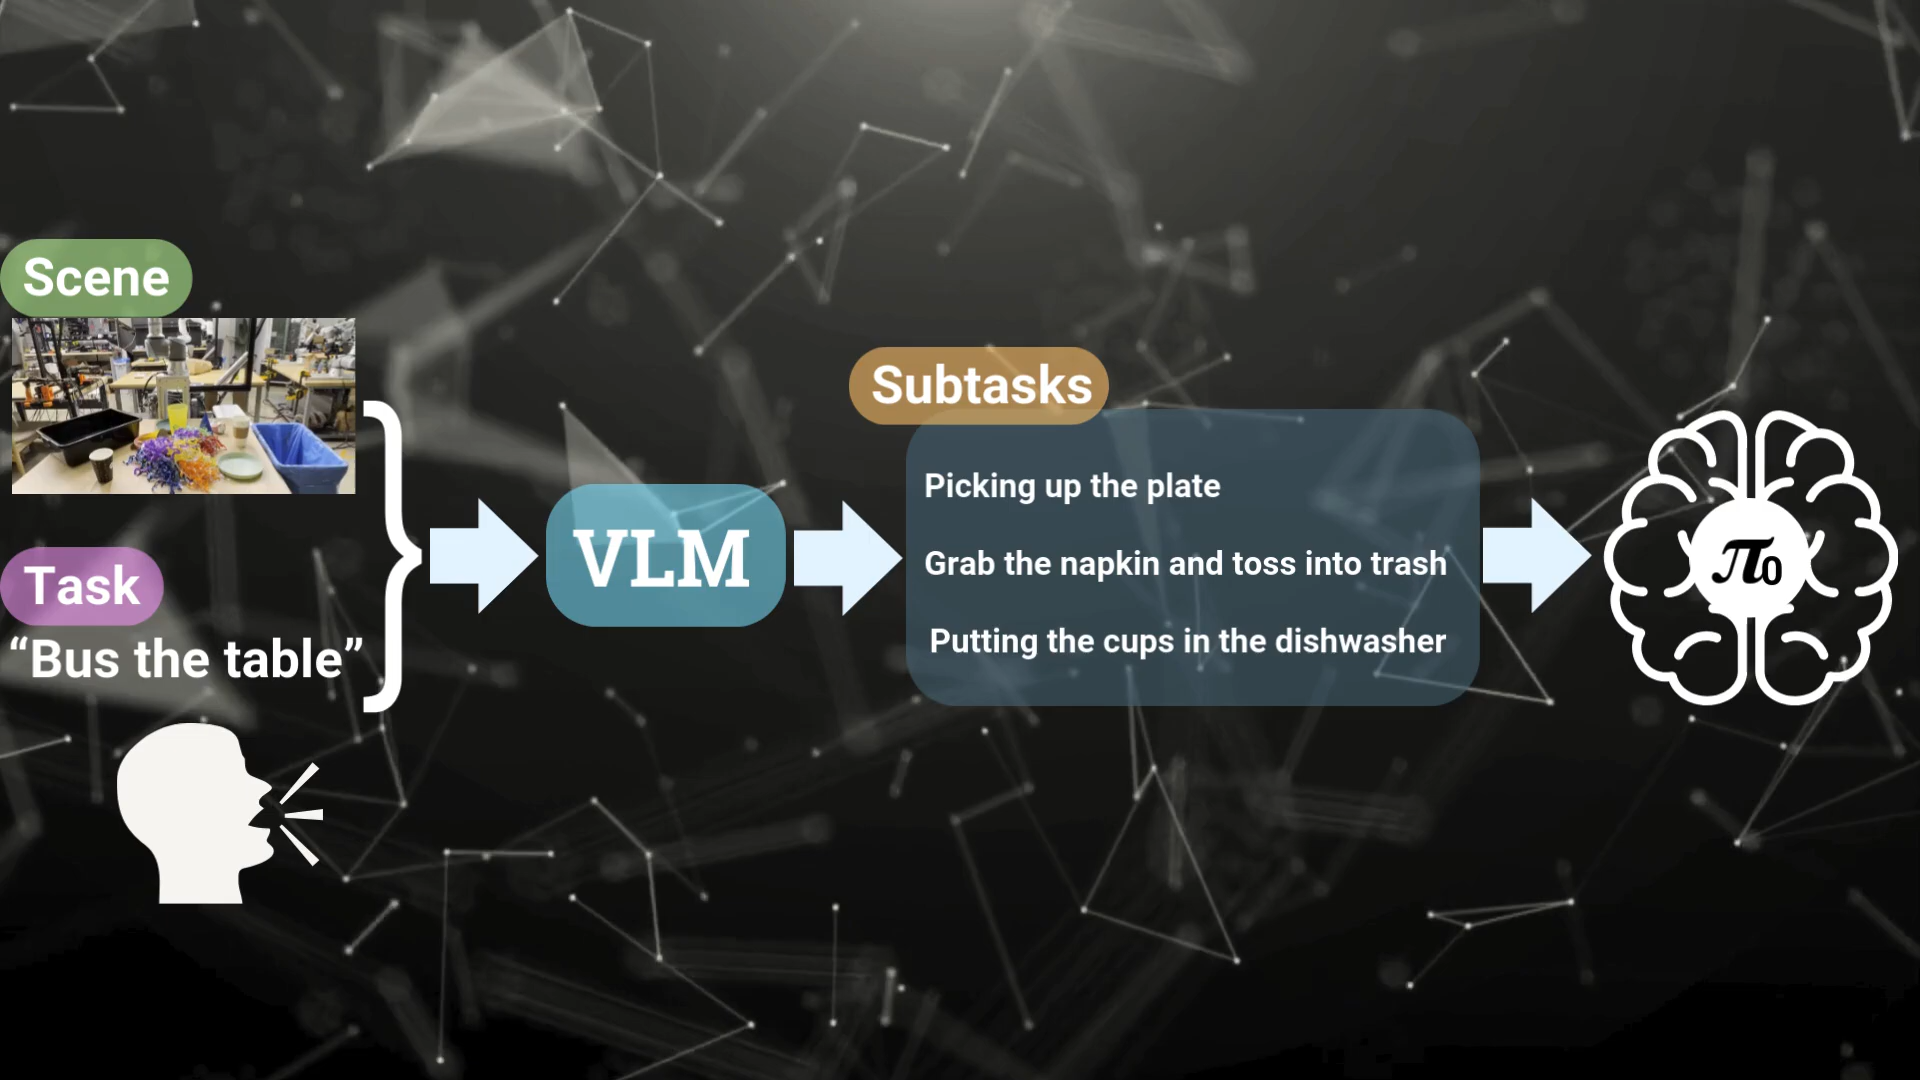 Scene
Task
“Bus the table”
VLM
Subtasks
Picking up the plate
Grab the napkin and toss into trash
Putting the cups in the dishwasher
π0